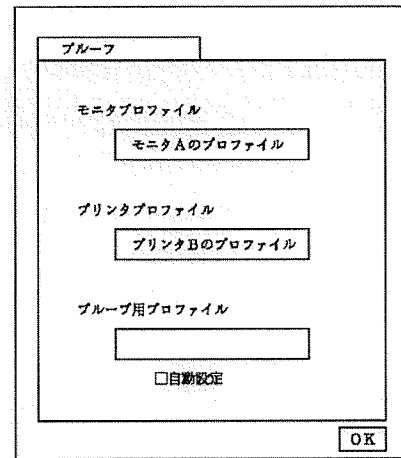 プルーフ
モニタプロファイル
モニタAのプロファイル
プリンタプロファイル
プリンタBのプロファイル
プルーブ用プロファイル
□自動設定
OK